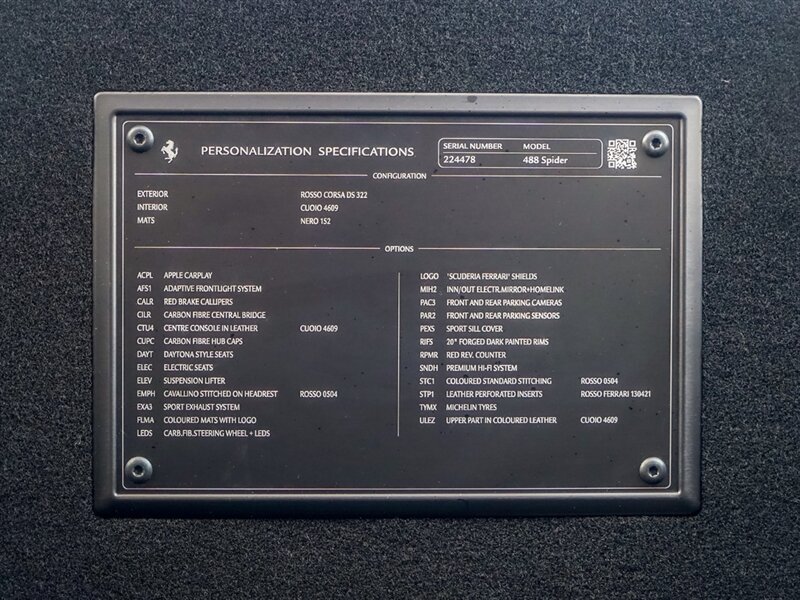 PERSONALIZATION SPECIFICATIONS
SERIAL NUMBER MODEL
224478 488 Spider
CONFIGURATION
EXTERIOR ROSSO CORSA DS 322
INTERIOR CUOIO 4609
MATS NERO 152
OPTIONS
ACPL APPLE CARPLAY
AFS1 ADAPTIVE FRONTLIGHT SYSTEM
CALR RED BRAKE CALLIPERS
CILR CARBON FIBRE CENTRAL BRIDGE
CTU4 CENTRE CONSOLE IN LEATHER CUOIO 4609
CUPC CARBON FIBRE HUB CAPS
DAYT DAYTONA STYLE SEATS
ELEC ELECTRIC SEATS
ELEV SUSPENSION LIFTER
EMPH CAVALLINO STITCHED ON HEADREST ROSSO 0504
EXA3 SPORT EXHAUST SYSTEM
FLMA COLOURED MATS WITH LOGO
LEDS CARB.FIB.STEERING WHEEL + LEDS
LOGO 'SCUDERIA FERRARI' SHIELDS
MIH2 INN/OUT ELECTR.MIRROR+HOMELINK
PAC3 FRONT AND REAR PARKING CAMERAS
PAR2 FRONT AND REAR PARKING SENSORS
PEXS SPORT SILL COVER
RIFS 20" FORGED DARK PAINTED RIMS
RPMR RED REV. COUNTER
SNDH PREMIUM HI-FI SYSTEM
STC1 COLOURED STANDARD STITCHING ROSSO 0504
STP1 LEATHER PERFORATED INSERTS ROSSO FERRARI 130421
TYMX MICHELIN TYRES
ULEZ UPPER PART IN COLOURED LEATHER CUOIO 4609